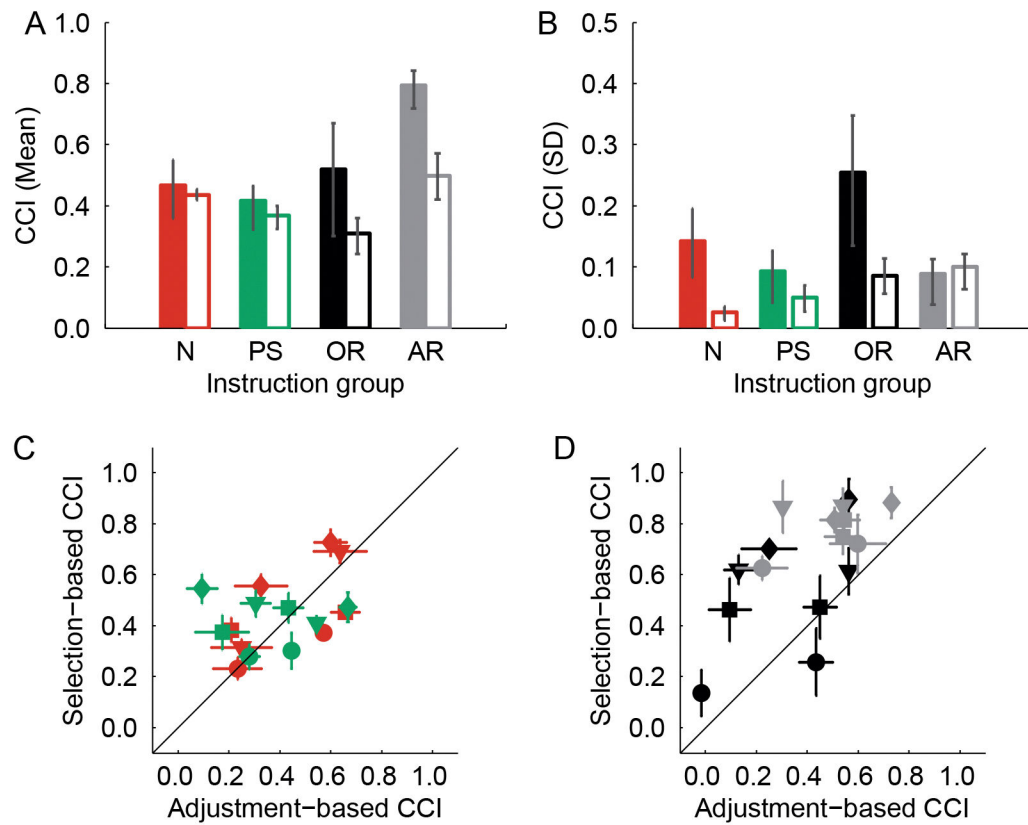 A
CCI (Mean)
1.0
0.8
0.6
0.4
0.2
0.0
N PS OR AR
Instruction group
B
CCI (SD)
0.5
0.4
0.3
0.2
0.1
0.0
N PS OR AR
Instruction group
C
Selection−based CCI
1.0
0.8
0.6
0.4
0.2
0.0
0.0 0.2 0.4 0.6 0.8 1.0
Adjustment−based CCI
D
Selection−based CCI
1.0
0.8
0.6
0.4
0.2
0.0
0.0 0.2 0.4 0.6 0.8 1.0
Adjustment−based CCI